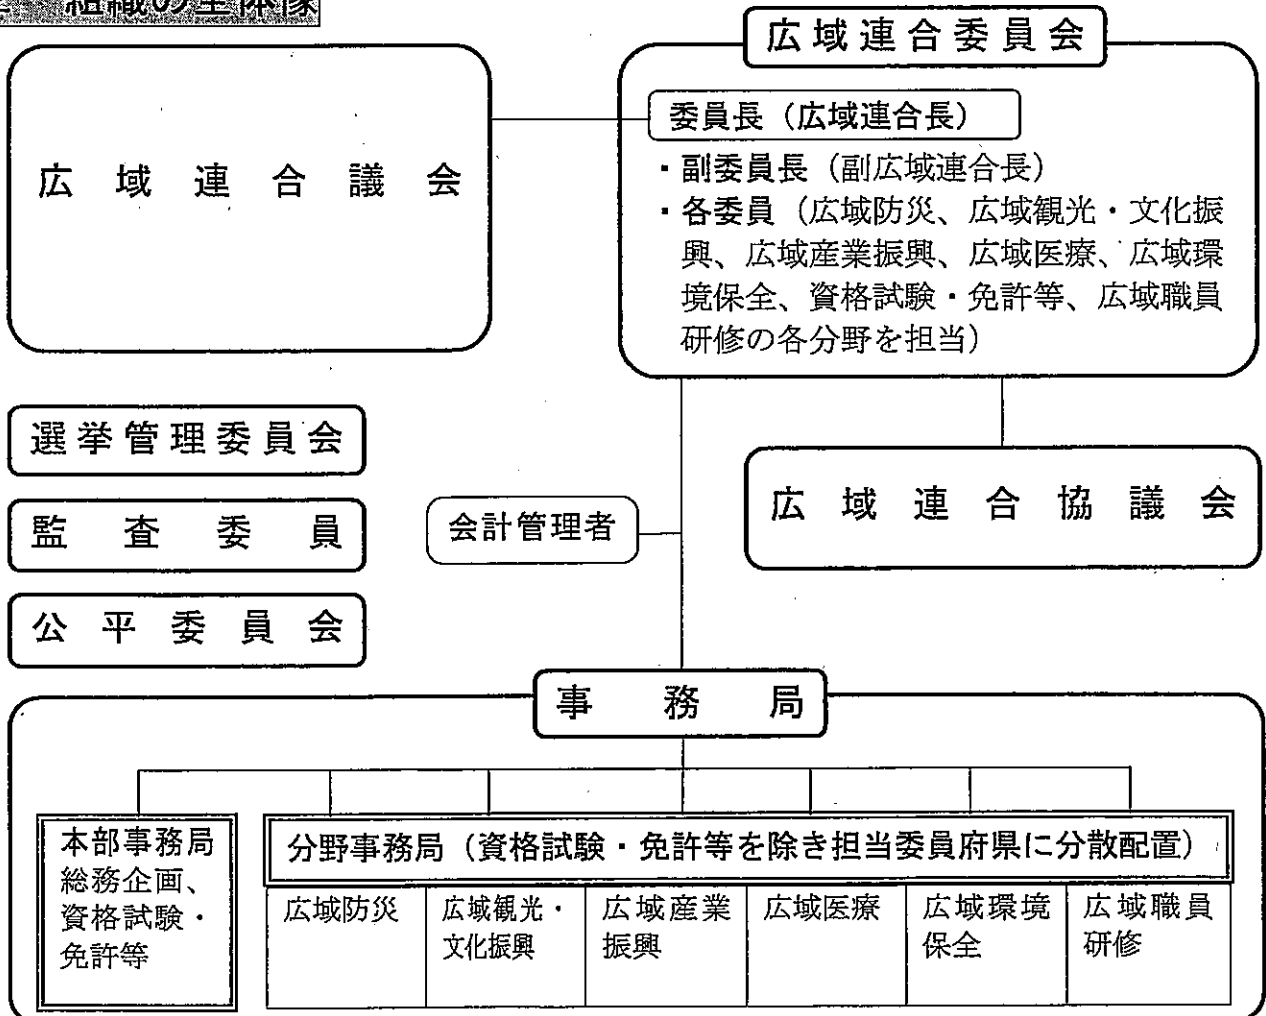 組織の全体像
広域連合議会
広域連合委員会
委員長（広域連合長）
・副委員長（副広域連合長）
・各委員（広域防災、広域観光・文化振
興、広域産業振興、広域医療、広域環
境保全、資格試験・免許等、広域職員
研修の各分野を担当）
選挙管理委員会
監査委員
公平委員会
会計管理者
広域連合協議会
事務局
本部事務局
総務企画、
資格試験・
免許等
分野事務局（資格試験・免許等を除き担当委員府県に分散配置）
広域防災
広域観光・
文化振興
広域産業
振興
広域医療
広域環境
保全
広域職員
研修